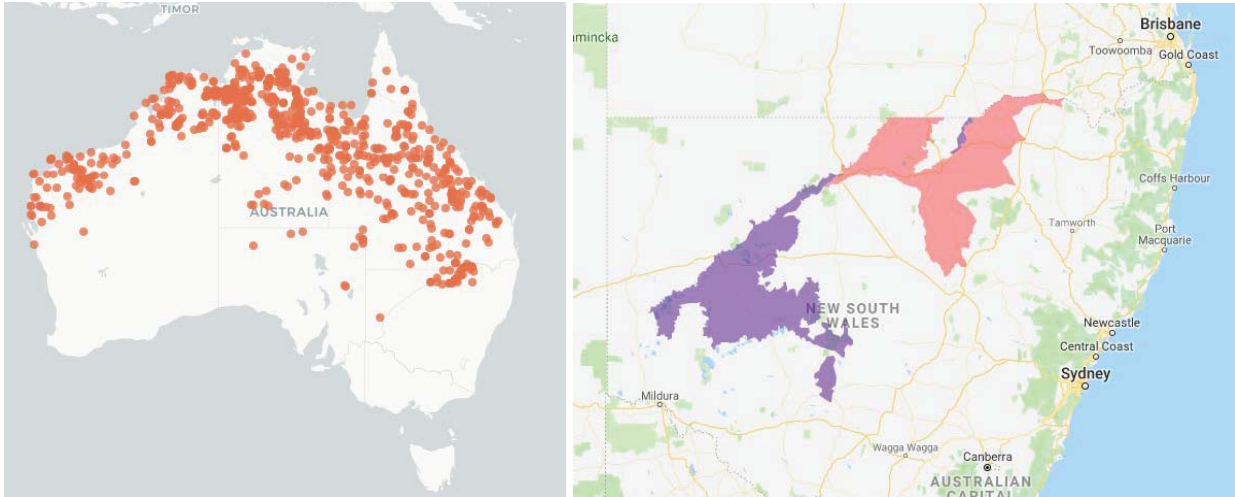 TIMOR
AUSTRALIA
amincka
Brisbane
Toowoomba
Gold Coast
Coffs Harbour
Tamworth
Port
Macquarie
NEW SOUTH
WALES
Newcastle
Central Coast
Sydney
Mildura
Wagga Wagga
Canberra
AUSTRALIAN
CAPITAL